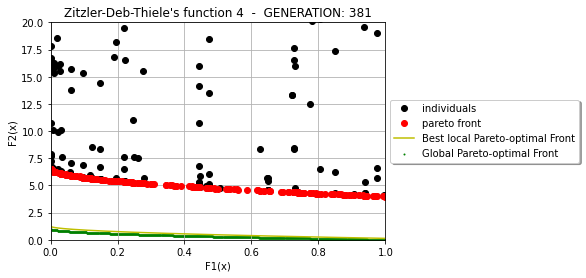 Zitzler-Deb-Thiele's function 4 - GENERATION: 381
20.0
17.5
15.0
12.5
10.0
7.5
5.0
2.5
0.0
F2(x)
0.0 0.2 0.4 0.6 0.8 1.0
F1(x)
individuals
pareto front
Best local Pareto-optimal Front
Global Pareto-optimal Front